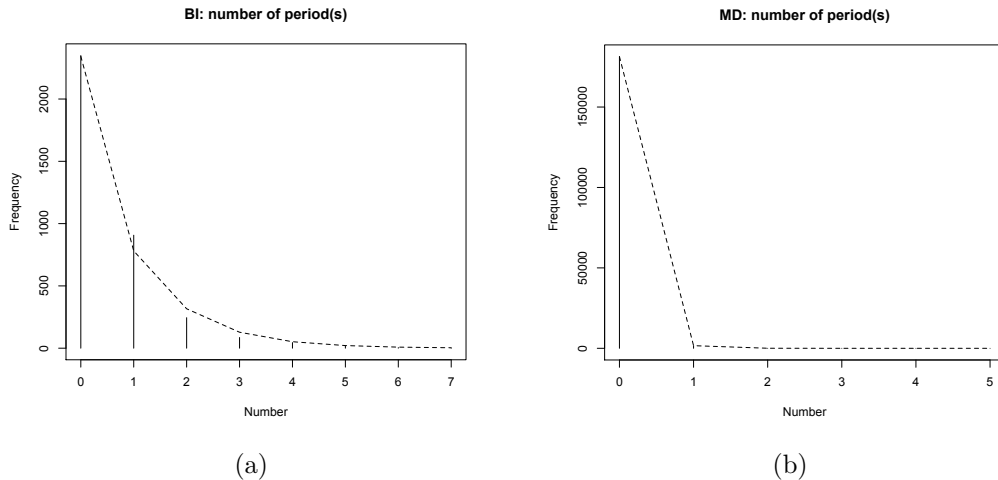 BI: number of period(s)
Frequency
2000
1500
1000
500
0
0 1 2 3 4 5 6 7
Number
(a)
MD: number of period(s)
Frequency
150000
100000
50000
0
0 1 2 3 4 5
Number
(b)